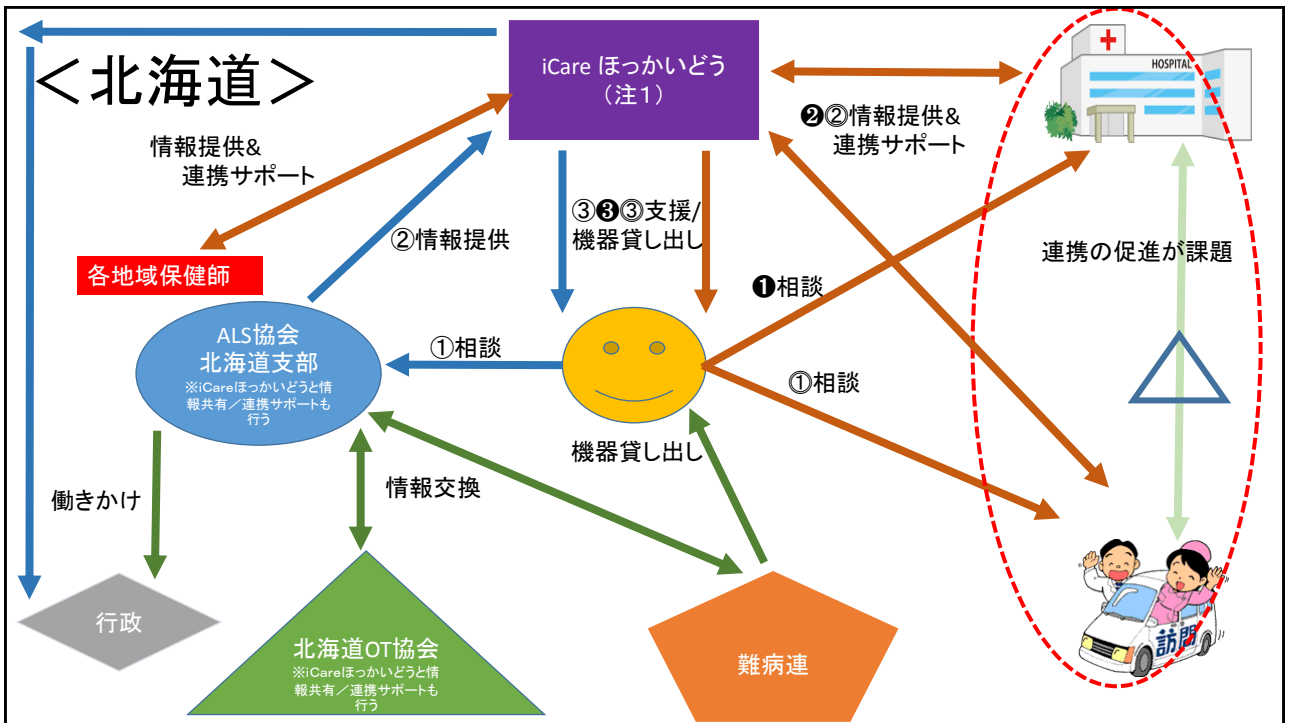 ＜北海道＞
iCare ほっかいどう
（注１）
HOSPITAL
情報提供&
連携サポート
❷②情報提供&
連携サポート
②情報提供
③❸③支援/
機器貸し出し
連携の促進が課題
各地域保健師
❶相談
ALS協会
北海道支部
※iCareほっかいどうと情
報共有／連携サポートも
行う
①相談
①相談
機器貸し出し
働きかけ
情報交換
行政
北海道OT協会
※iCareほっかいどうと情
報共有／連携サポートも
行う
難病連
訪問